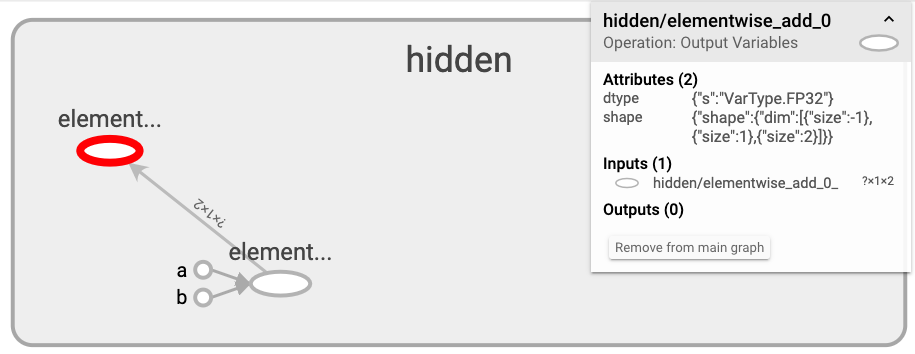 hidden
element...
?×1×2
element...
a
b
hidden/elementwise_add_0
Operation: Output Variables
Attributes (2)
dtype {"s":"VarType.FP32"}
shape {"shape":{"dim":[{"size":-1},
{"size":1},{"size":2}]}}
Inputs (1)
hidden/elementwise_add_0_ ?×1×2
Outputs (0)
Remove from main graph